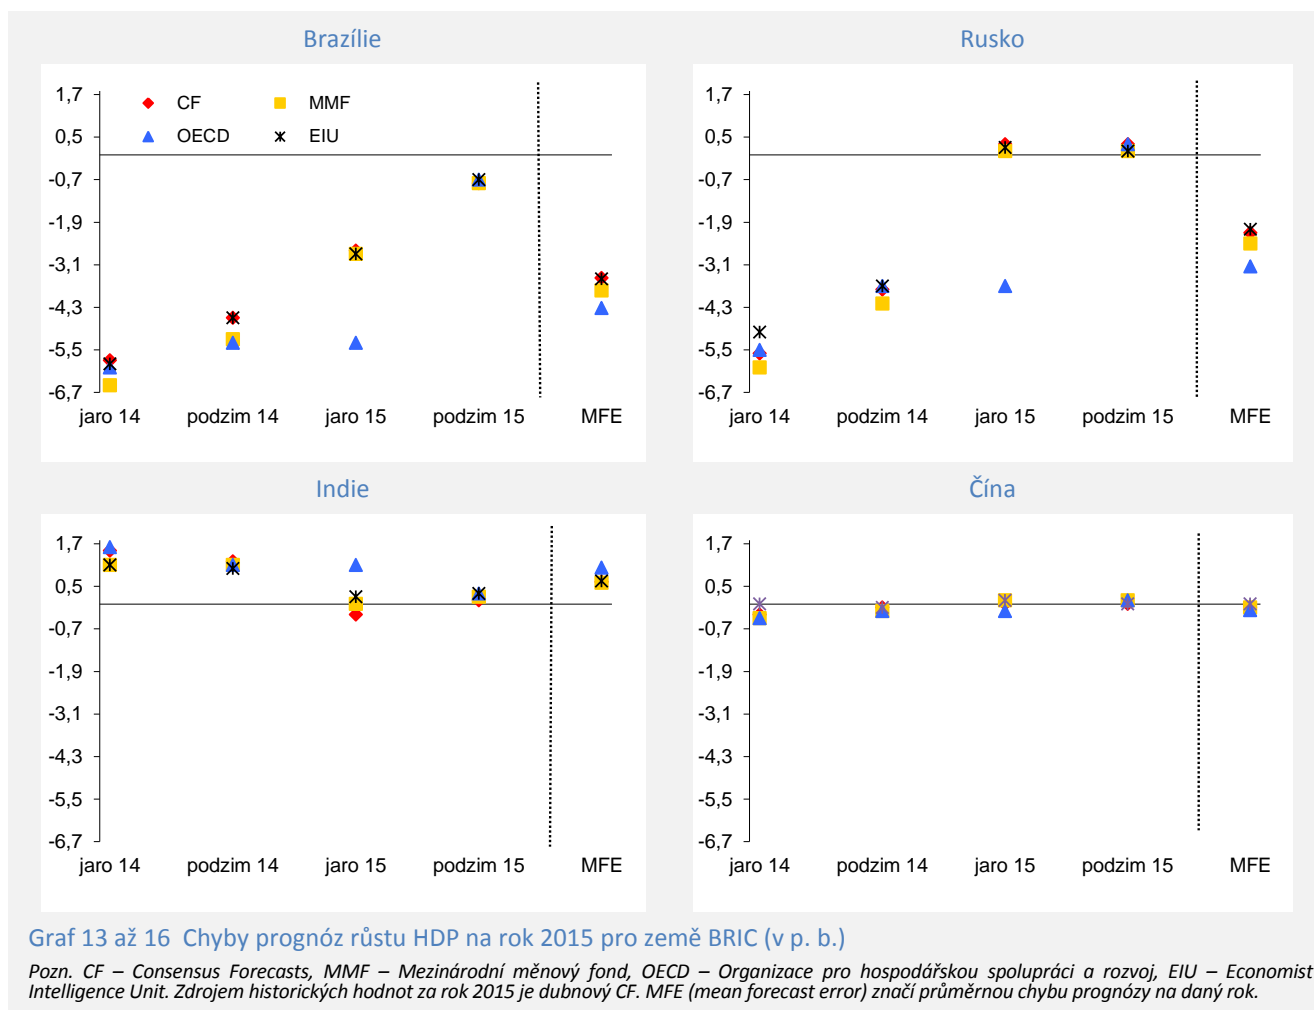 Brazílie
1,7
0,5
-0,7
-1,9
-3,1
-4,3
-5,5
-6,7
CF
MMF
OECD
EIU
jaro 14 podzim 14 jaro 15 podzim 15 MFE
Rusko
1,7
0,5
-0,7
-1,9
-3,1
-4,3
-5,5
-6,7
jaro 14 podzim 14 jaro 15 podzim 15 MFE
Indie
1,7
0,5
-0,7
-1,9
-3,1
-4,3
-5,5
-6,7
jaro 14 podzim 14 jaro 15 podzim 15 MFE
Čína
1,7
0,5
-0,7
-1,9
-3,1
-4,3
-5,5
-6,7
jaro 14 podzim 14 jaro 15 podzim 15 MFE
Graf 13 až 16 Chyby prognóz růstu HDP na rok 2015 pro země BRIC (v p. b.)
Pozn. CF – Consensus Forecasts, MMF – Mezinárodní měnový fond, OECD – Organizace pro hospodářskou spolupráci a rozvoj, EIU – Economist
Intelligence Unit. Zdrojem historických hodnot za rok 2015 je dubnový CF. MFE (mean forecast error) značí průměrnou chybu prognózy na daný rok.